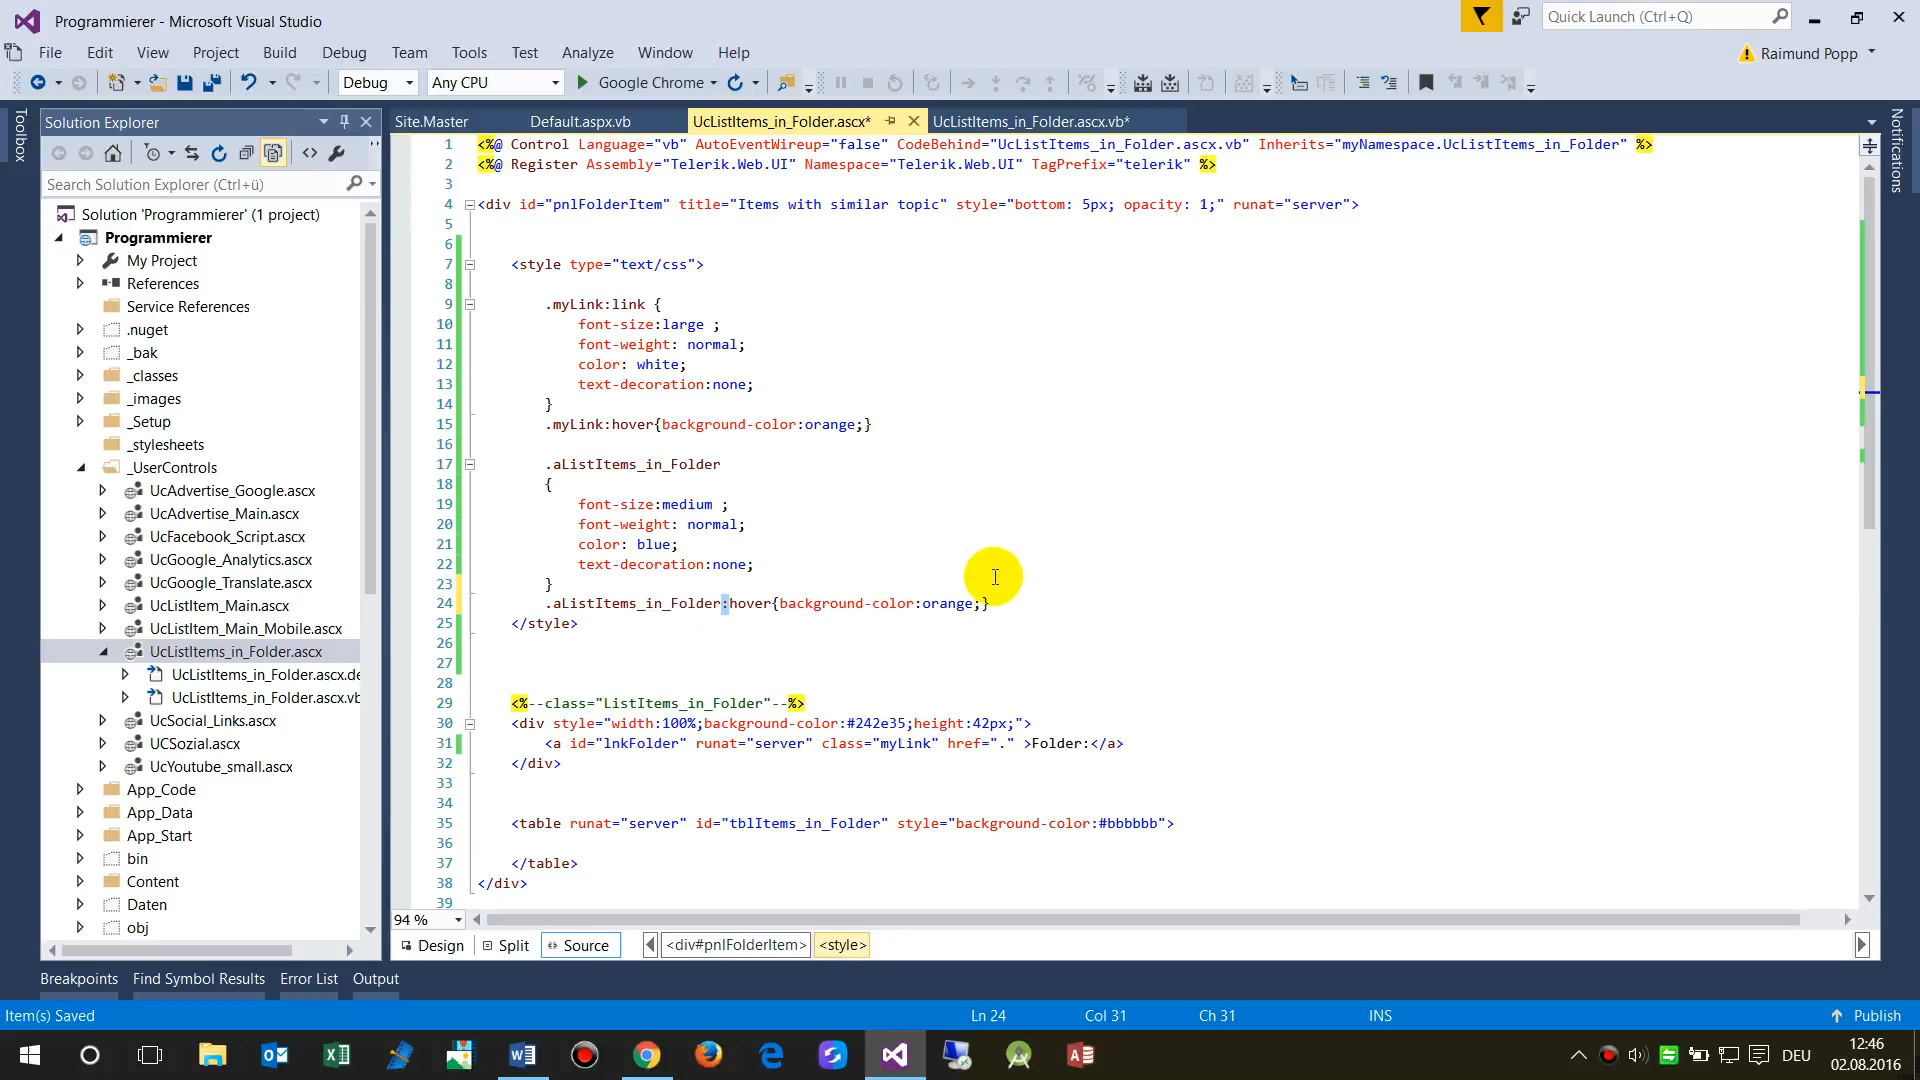 Programmierer - Microsoft Visual Studio
Quick Launch (Ctrl+Q)
File Edit View Project Build Debug Team Tools Test Analyze Window Help
Raimund Popp
Debug Any CPU Google Chrome
Toolbox
Solution Explorer
Search Solution Explorer (Ctrl+ü)
Solution 'Programmierer' (1 project)
Programmierer
My Project
References
Service References
.nuget
_bak
_classes
_images
_Setup
_stylesheets
_UserControls
UcAdvertise_Google.ascx
UcAdvertise_Main.ascx
UcFacebook_Script.ascx
UcGoogle_Analytics.ascx
UcGoogle_Translate.ascx
UcListItem_Main.ascx
UcListItem_Main_Mobile.ascx
UcListItems_in_Folder.ascx
UcListItems_in_Folder.ascx.de
UcListItems_in_Folder.ascx.vb
UcSocial_Links.ascx
UCSozial.ascx
UcYoutube_small.ascx
App_Code
App_Data
App_Start
bin
Content
Daten
obj
Site.Master Default.aspx.vb UcListItems_in_Folder.ascx* UcListItems_in_Folder.ascx.vb*
Notifications
1 <%@ Control Language="vb" AutoEventWireup="false" CodeBehind="UcListItems_in_Folder.ascx.vb" Inherits="myNamespace.UcListItems_in_Folder" %>
2 <%@ Register Assembly="Telerik.Web.UI" Namespace="Telerik.Web.UI" TagPrefix="telerik" %>
3
4 <div id="pnlFolderItem" title="Items with similar topic" style="bottom: 5px; opacity: 1;" runat="server">
5
6
7 <style type="text/css">
8
9 .myLink:link {
10 font-size:large ;
11 font-weight: normal;
12 color: white;
13 text-decoration:none;
14 }
15 .myLink:hover{background-color:orange;}
16
17 .aListItems_in_Folder
18 {
19 font-size:medium ;
20 font-weight: normal;
21 color: blue;
22 text-decoration:none;
23 }
24 .aListItems_in_Folder:hover{background-color:orange;}
25 </style>
26
27
28
29 <%--class="ListItems_in_Folder"--%>
30 <div style="width:100%;background-color:#242e35;height:42px;">
31 <a id="lnkFolder" runat="server" class="myLink" href="." >Folder:</a>
32 </div>
33
34
35 <table runat="server" id="tblItems_in_Folder" style="background-color:#bbbbbb">
36
37 </table>
38 </div>
39
94 %
Design Split Source <div#pnlFolderItem> <style>
Breakpoints Find Symbol Results Error List Output
Item(s) Saved Ln 24 Col 31 Ch 31 INS Publish
DEU
12:46
02.08.2016